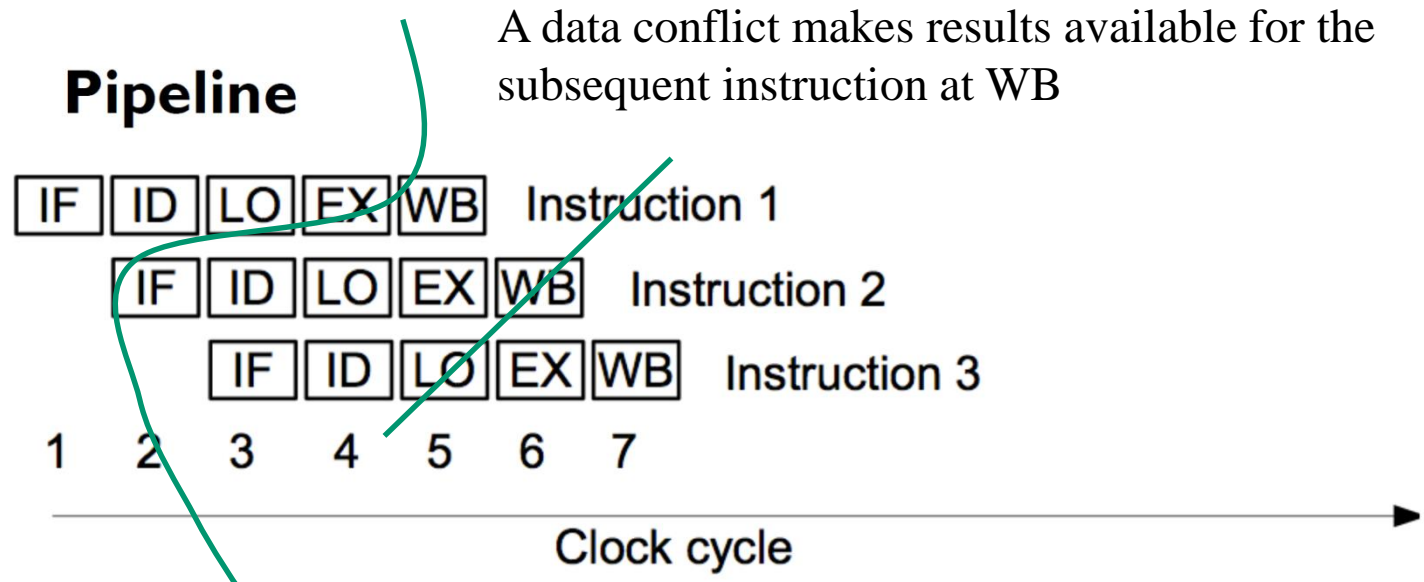 A data conflict makes results available for the
subsequent instruction at WB
Pipeline
IF ID LO EX WB Instruction 1
IF ID LO EX WB Instruction 2
IF ID LO EX WB Instruction 3
1 2 3 4 5 6 7
Clock cycle